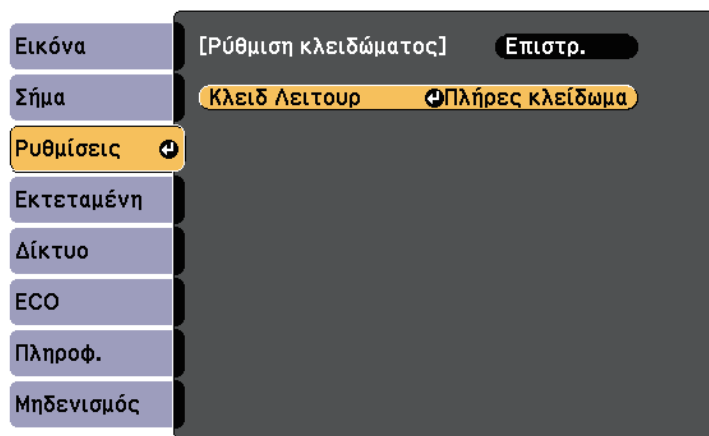 Εικόνα
Σήμα
Ρυθμίσεις
Εκτεταμένη
Δίκτυο
ECO
Πληροφ.
Μηδενισμός
[Ρύθμιση κλειδώματος] Επιστρ.
Κλειδ Λειτουρ Πλήρες κλείδωμα